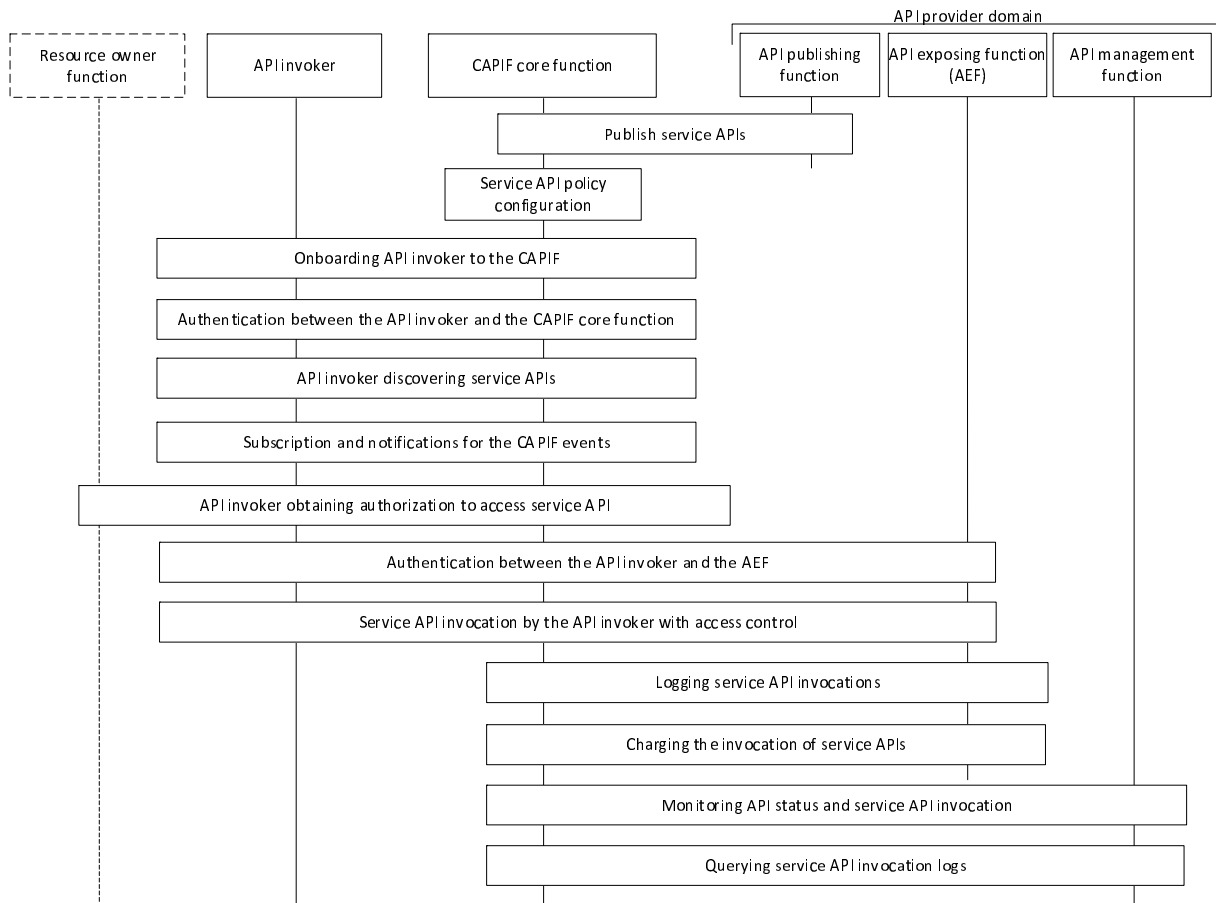 API provider domain
Resource owner
function
API invoker
CAPIF core function
API publishing
function
API exposing function
(AEF)
API management
function
Publish service APIs
Service API policy
configuration
Onboarding API invoker to the CAPIF
Authentication between the API invoker and the CAPIF core function
API invoker discovering service APIs
Subscription and notifications for the CAPIF events
API invoker obtaining authorization to access service API
Authentication between the API invoker and the AEF
Service API invocation by the API invoker with access control
Logging service API invocations
Charging the invocation of service APIs
Monitoring API status and service API invocation
Querying service API invocation logs